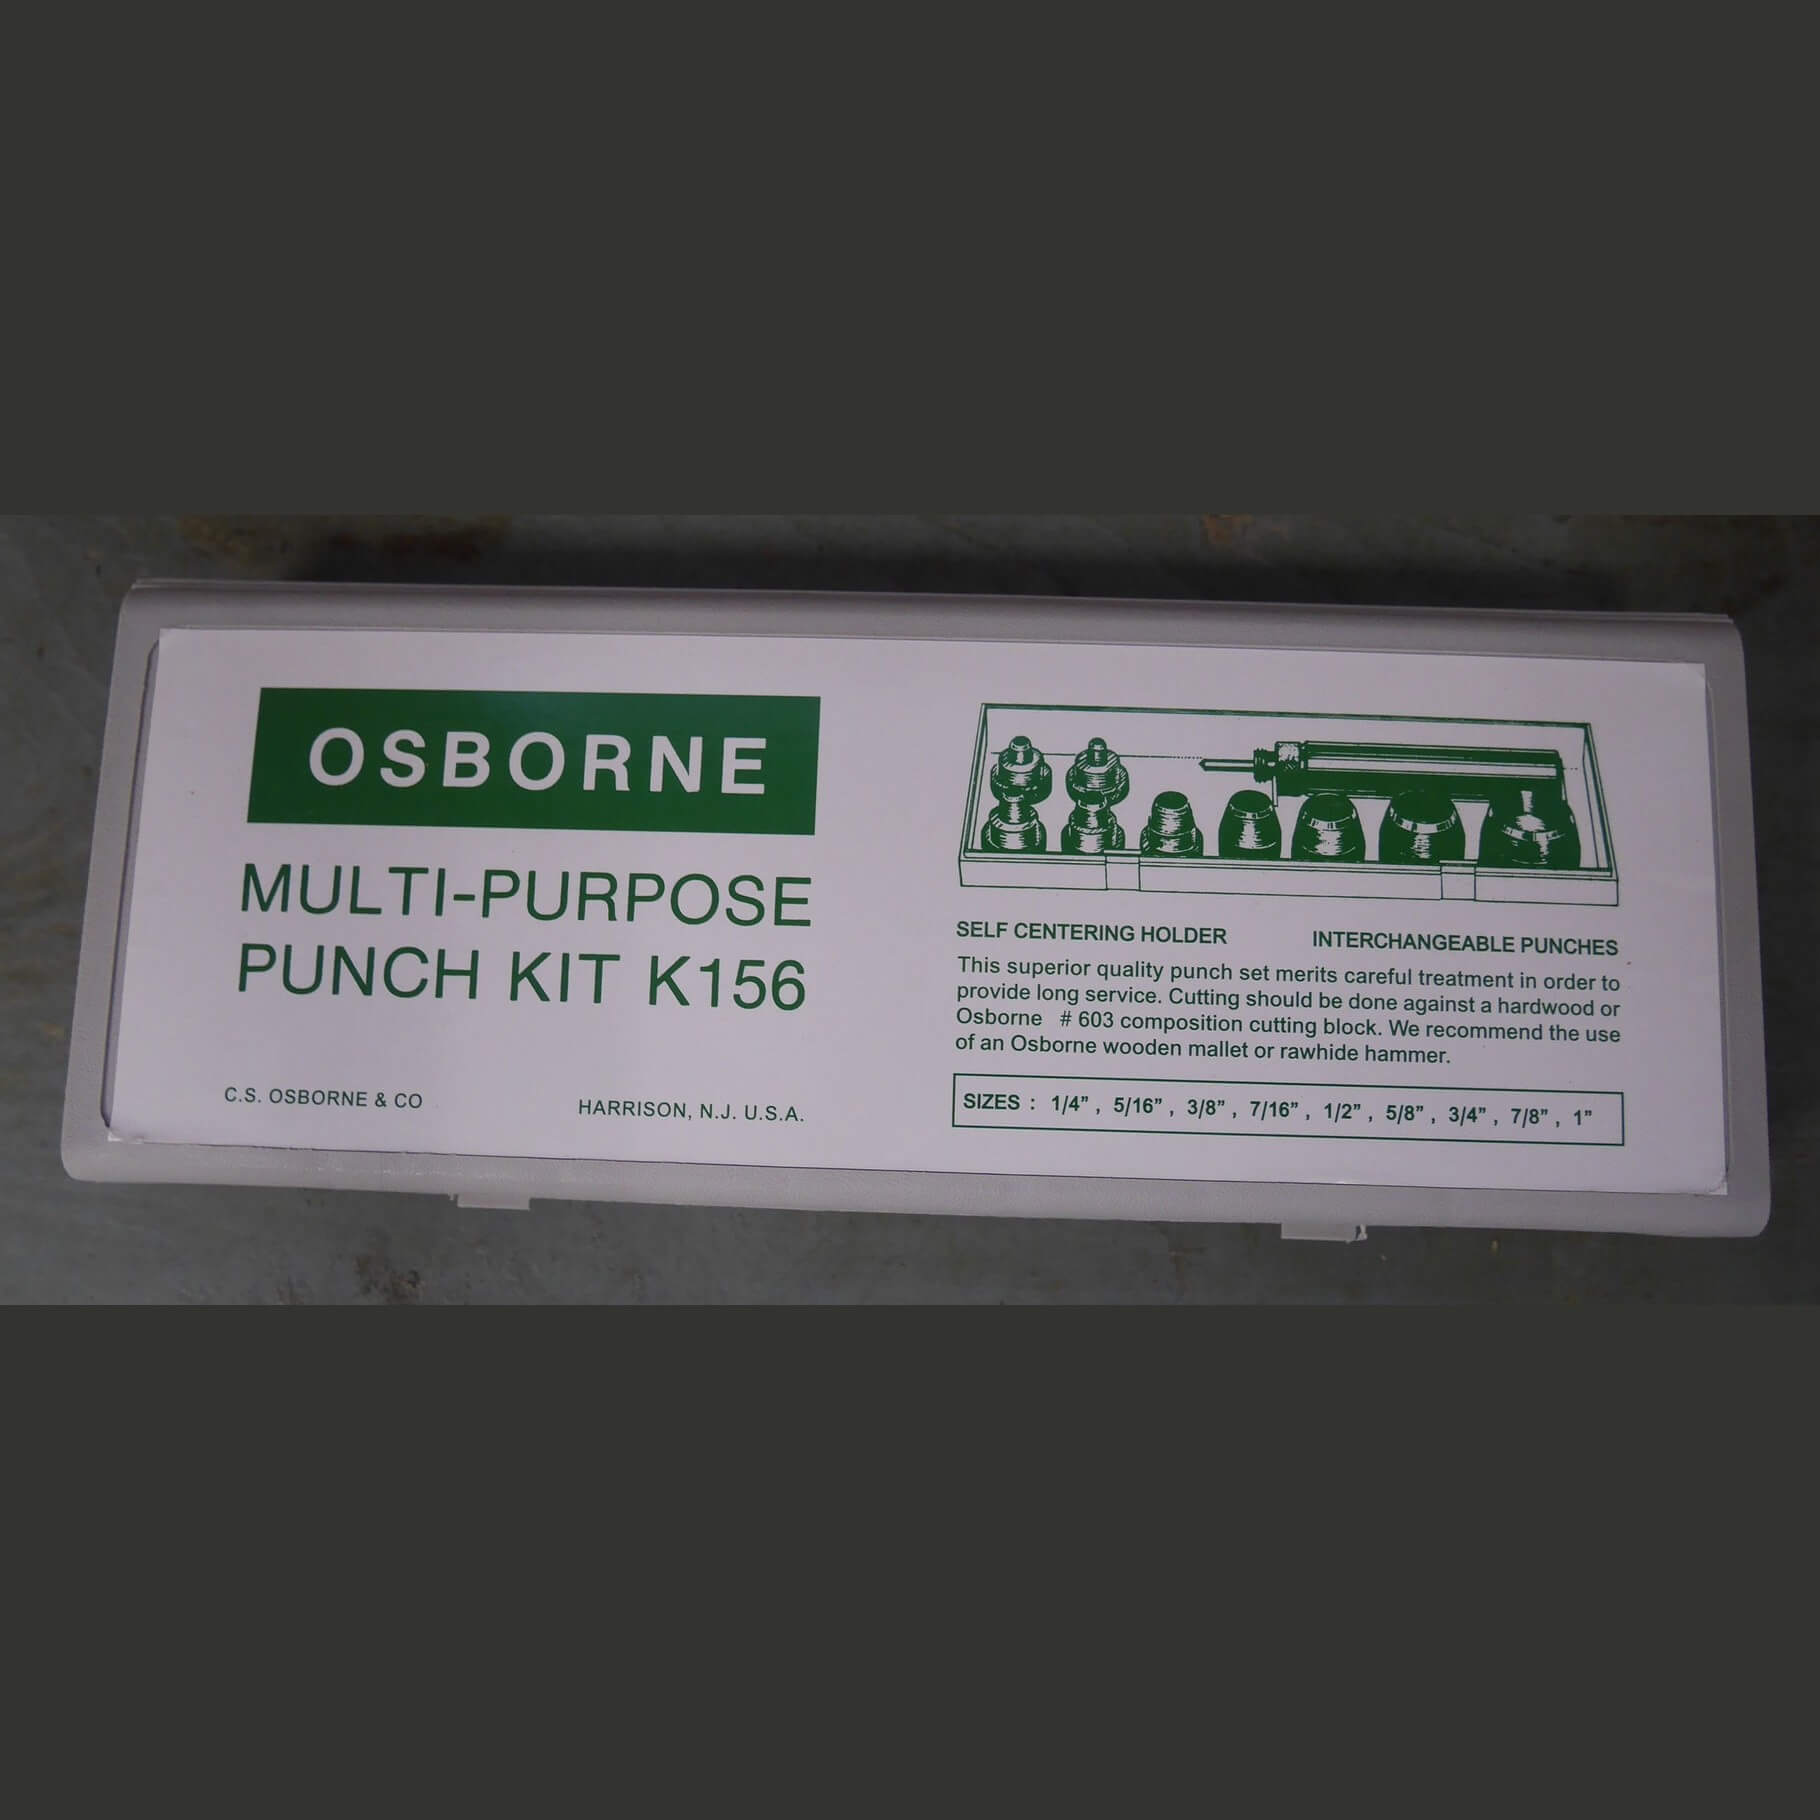 OSBORNE
MULTI-PURPOSE
PUNCH KIT K156
C.S. OSBORNE & CO HARRISON, N.J. U.S.A.
SELF CENTERING HOLDER INTERCHANGEABLE PUNCHES
This superior quality punch set merits careful treatment in order to
provide long service. Cutting should be done against a hardwood or
Osborne # 603 composition cutting block. We recommend the use
of an Osborne wooden mallet or rawhide hammer.
SIZES : 1/4” , 5/16” , 3/8” , 7/16” , 1/2” , 5/8” , 3/4” , 7/8” , 1”